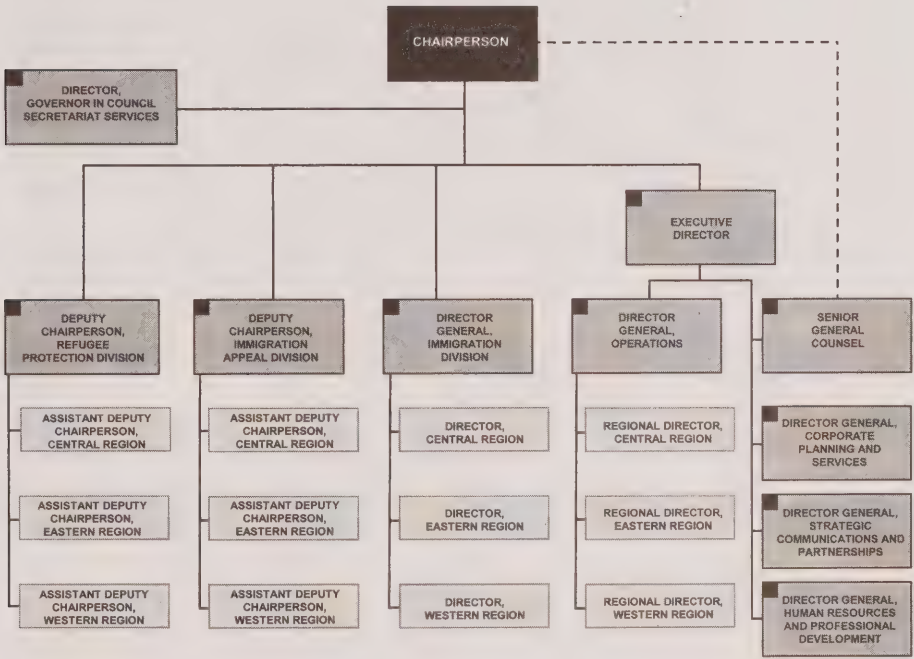 CHAIRPERSON
DIRECTOR,
GOVERNOR IN COUNCIL
SECRETARIAT SERVICES
EXECUTIVE
DIRECTOR
DEPUTY
CHAIRPERSON,
REFUGEE
PROTECTION DIVISION
DEPUTY
CHAIRPERSON,
IMMIGRATION
APPEAL DIVISION
DIRECTOR
GENERAL,
IMMIGRATION
DIVISION
DIRECTOR
GENERAL,
OPERATIONS
SENIOR
GENERAL
COUNSEL
ASSISTANT DEPUTY
CHAIRPERSON,
CENTRAL REGION
ASSISTANT DEPUTY
CHAIRPERSON,
CENTRAL REGION
DIRECTOR,
CENTRAL REGION
REGIONAL DIRECTOR,
CENTRAL REGION
DIRECTOR GENERAL,
CORPORATE
PLANNING AND
SERVICES
ASSISTANT DEPUTY
CHAIRPERSON,
EASTERN REGION
ASSISTANT DEPUTY
CHAIRPERSON,
EASTERN REGION
DIRECTOR,
EASTERN REGION
REGIONAL DIRECTOR,
EASTERN REGION
DIRECTOR GENERAL,
STRATEGIC
COMMUNICATIONS AND
PARTNERSHIPS
ASSISTANT DEPUTY
CHAIRPERSON,
WESTERN REGION
ASSISTANT DEPUTY
CHAIRPERSON,
WESTERN REGION
DIRECTOR,
WESTERN REGION
REGIONAL DIRECTOR,
WESTERN REGION
DIRECTOR GENERAL,
HUMAN RESOURCES
AND PROFESSIONAL
DEVELOPMENT